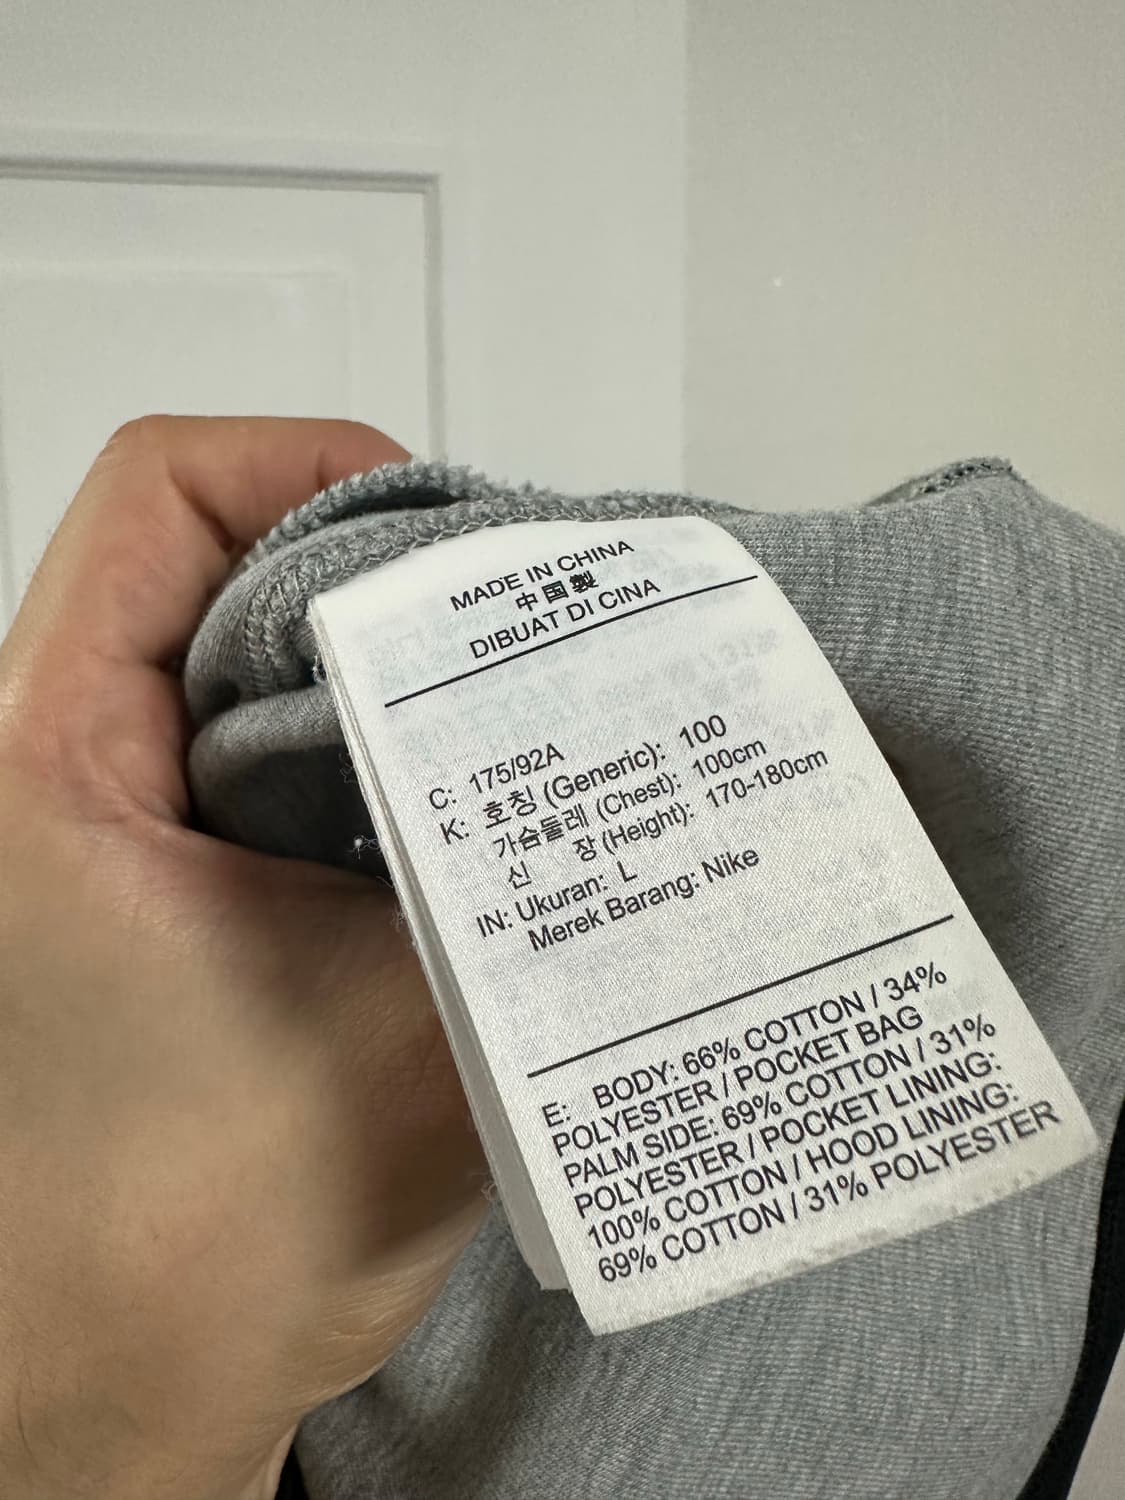 MADE IN CHINA
中国製
DIBUAT DI CINA
C: 175/92A
K: 호칭 (Generic): 100
가슴둘레 (Chest): 100cm
신 장 (Height): 170-180cm
IN: Ukuran: L
Merek Barang: Nike
E: BODY: 66% COTTON / 34%
POLYESTER / POCKET BAG
PALM SIDE: 69% COTTON / 31%
POLYESTER / POCKET LINING:
100% COTTON / HOOD LINING:
69% COTTON / 31% POLYESTER